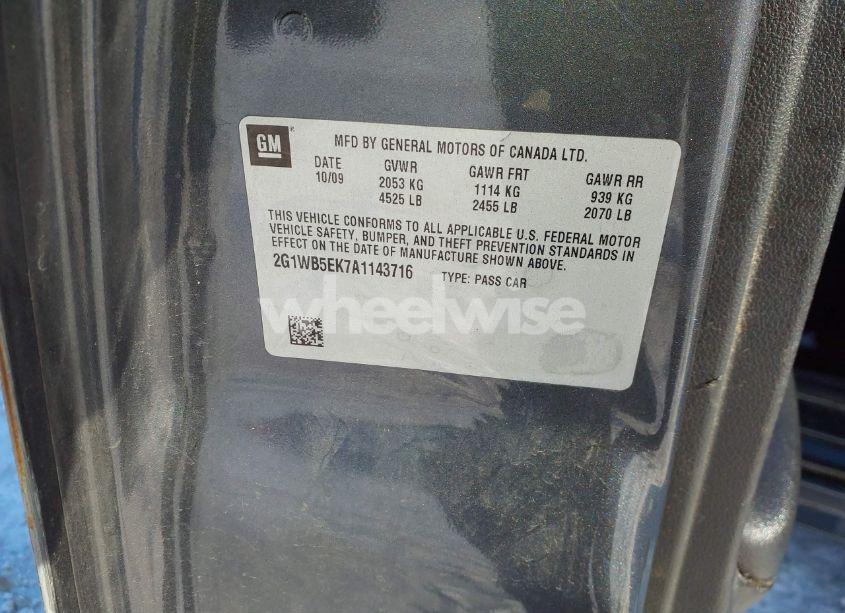 GM
MFD BY GENERAL MOTORS OF CANADA LTD.
DATE GVWR GAWR FRT GAWR RR
10/09 2053 KG 1114 KG 939 KG
4525 LB 2455 LB 2070 LB
THIS VEHICLE CONFORMS TO ALL APPLICABLE U.S. FEDERAL MOTOR
VEHICLE SAFETY, BUMPER, AND THEFT PREVENTION STANDARDS IN
EFFECT ON THE DATE OF MANUFACTURE SHOWN ABOVE.
2G1WB5EK7A1143716 TYPE: PASS CAR
wheelwise